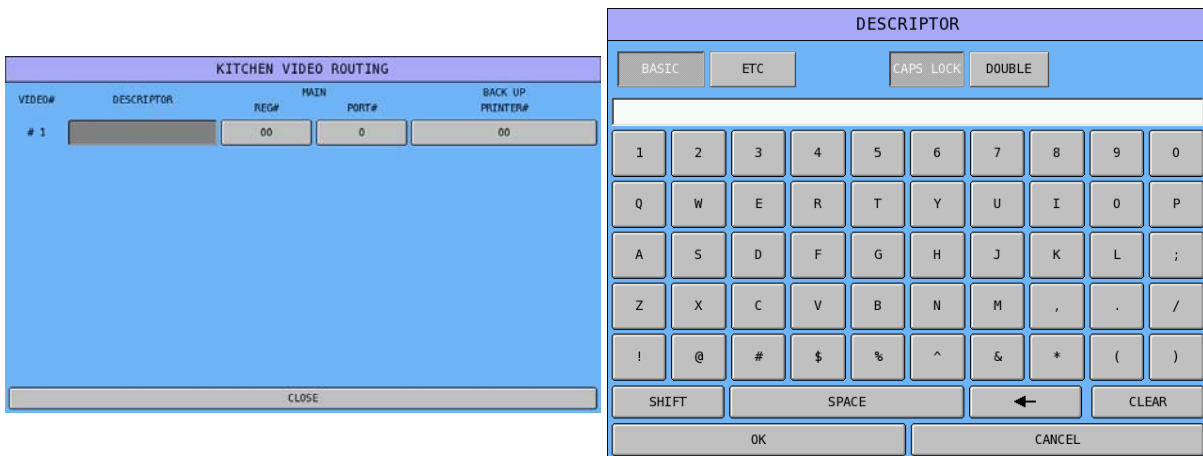 KITCHEN VIDEO ROUTING
VIDEO# DESCRIPTOR MAIN BACK UP
REG# PORT# PRINTER#
# 1 00 0 00
CLOSE
DESCRIPTOR
BASIC ETC CAPS LOCK DOUBLE
1 2 3 4 5 6 7 8 9 0
Q W E R T Y U I O P
A S D F G H J K L ;
Z X C V B N M , . /
! @ # $ % ^ & * ( )
SHIFT SPACE ← CLEAR
OK CANCEL